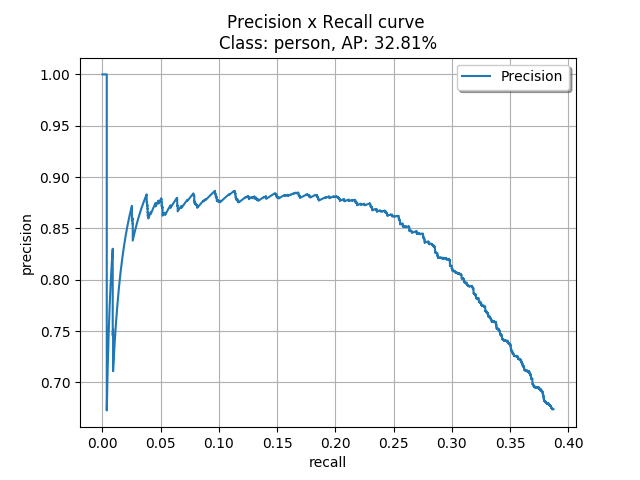 Precision x Recall curve
Class: person, AP: 32.81%
Precision
1.00
0.95
0.90
0.85
0.80
0.75
0.70
precision
0.00 0.05 0.10 0.15 0.20 0.25 0.30 0.35 0.40
recall